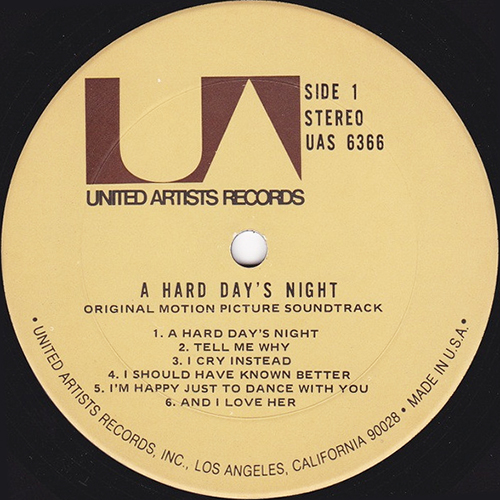 SIDE 1
STEREO
UAS 6366
UA
UNITED ARTISTS RECORDS
A HARD DAY'S NIGHT
ORIGINAL MOTION PICTURE SOUNDTRACK
1. A HARD DAY'S NIGHT
2. TELL ME WHY
3. I CRY INSTEAD
4. I SHOULD HAVE KNOWN BETTER
5. I'M HAPPY JUST TO DANCE WITH YOU
6. AND I LOVE HER
• UNITED ARTISTS RECORDS, INC., LOS ANGELES, CALIFORNIA 90028 • MADE IN U.S.A. •